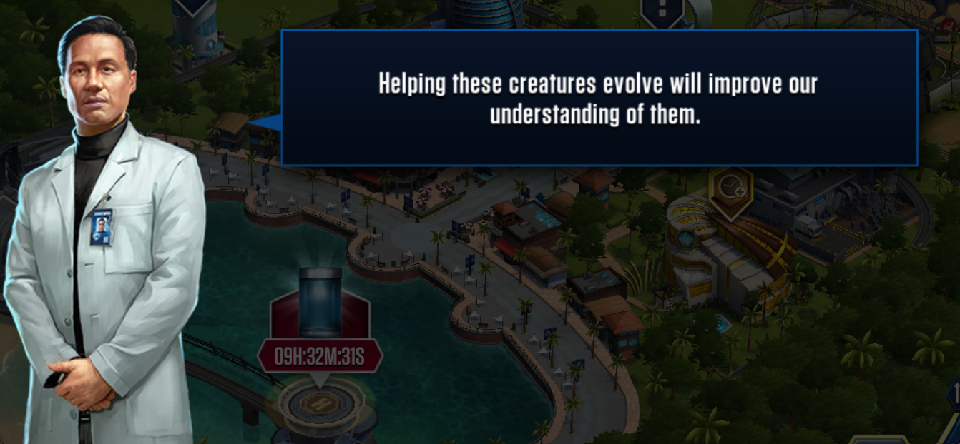 Helping these creatures evolve will improve our
understanding of them.
09H:32M:31S